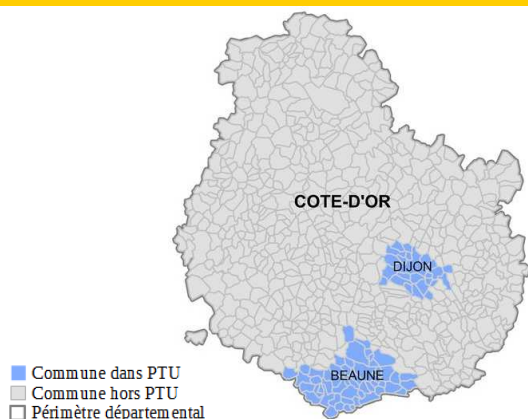 COTE-D'OR
DIJON
BEAUNE
Commune dans PTU
Commune hors PTU
Périmètre départemental